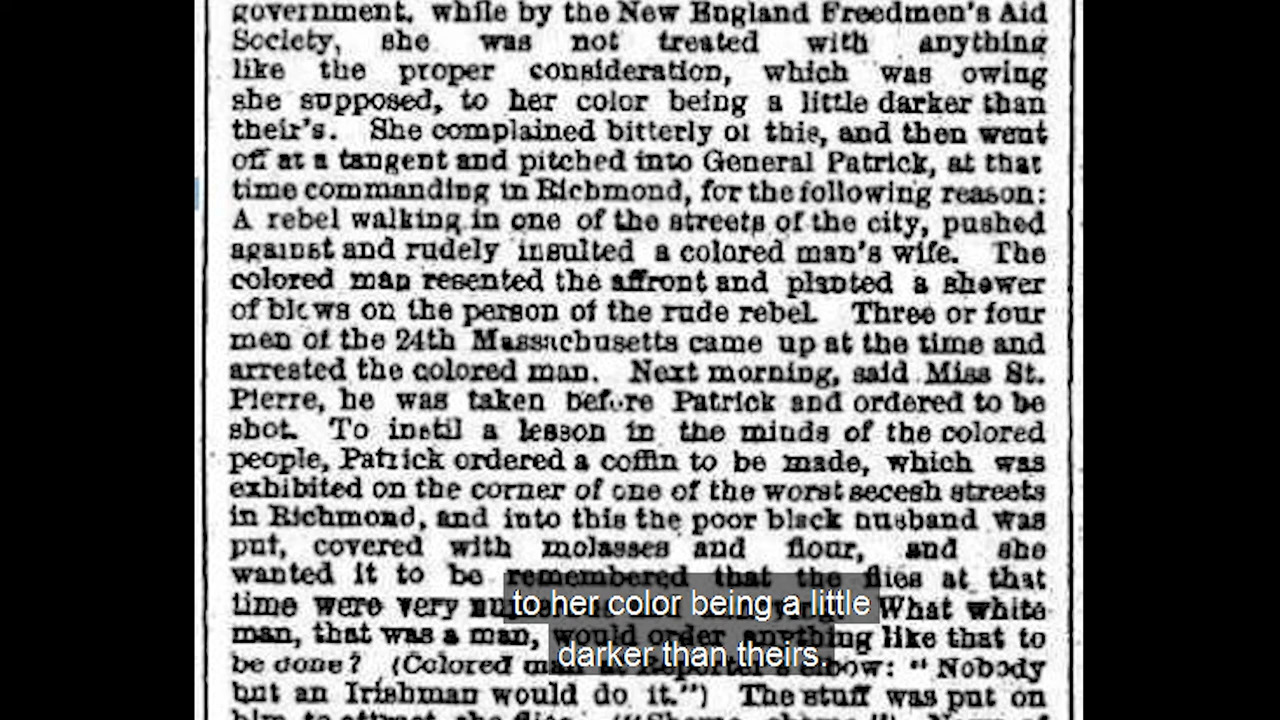 government, while by the New England Freedmen's Aid
Society, she was not treated with anything
like the proper consideration, which was owing
she supposed, to her color being a little darker than
their's. She complained bitterly of this, and then went
off at a tangent and pitched into General Patrick, at that
time commanding in Richmond, for the following reason:
A rebel walking in one of the streets of the city, pushed
against and rudely insulted a colored man's wife. The
colored man resented the affront and planted a shower
of blows on the person of the rude rebel. Three or four
men of the 24th Massachusetts came up at the time and
arrested the colored man. Next morning, said Miss St.
Pierre, he was taken before Patrick and ordered to be
shot. To instil a lesson in the minds of the colored
people, Patrick ordered a coffin to be made, which was
exhibited on the corner of one of the worst secesh streets
in Richmond, and into this the poor black husband was
put, covered with molasses and flour, and she
wanted it to be remembered that the flies at that
time were very What white
man, that was a man, would order anything like that to
be done? (Colored man Reporter's elbow: "Nobody
but an Irishman would do it.") The stuff was put on
him to attract the flies.
to her color being a little
darker than theirs.